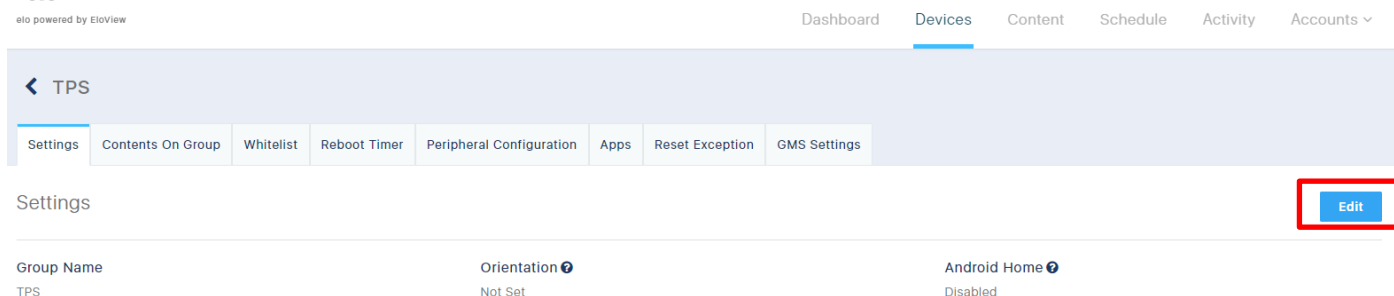 elo powered by EloView
Dashboard Devices Content Schedule Activity Accounts
TPS
Settings Contents On Group Whitelist Reboot Timer Peripheral Configuration Apps Reset Exception GMS Settings
Settings
Edit
Group Name Orientation Android Home
TPS Not Set Disabled